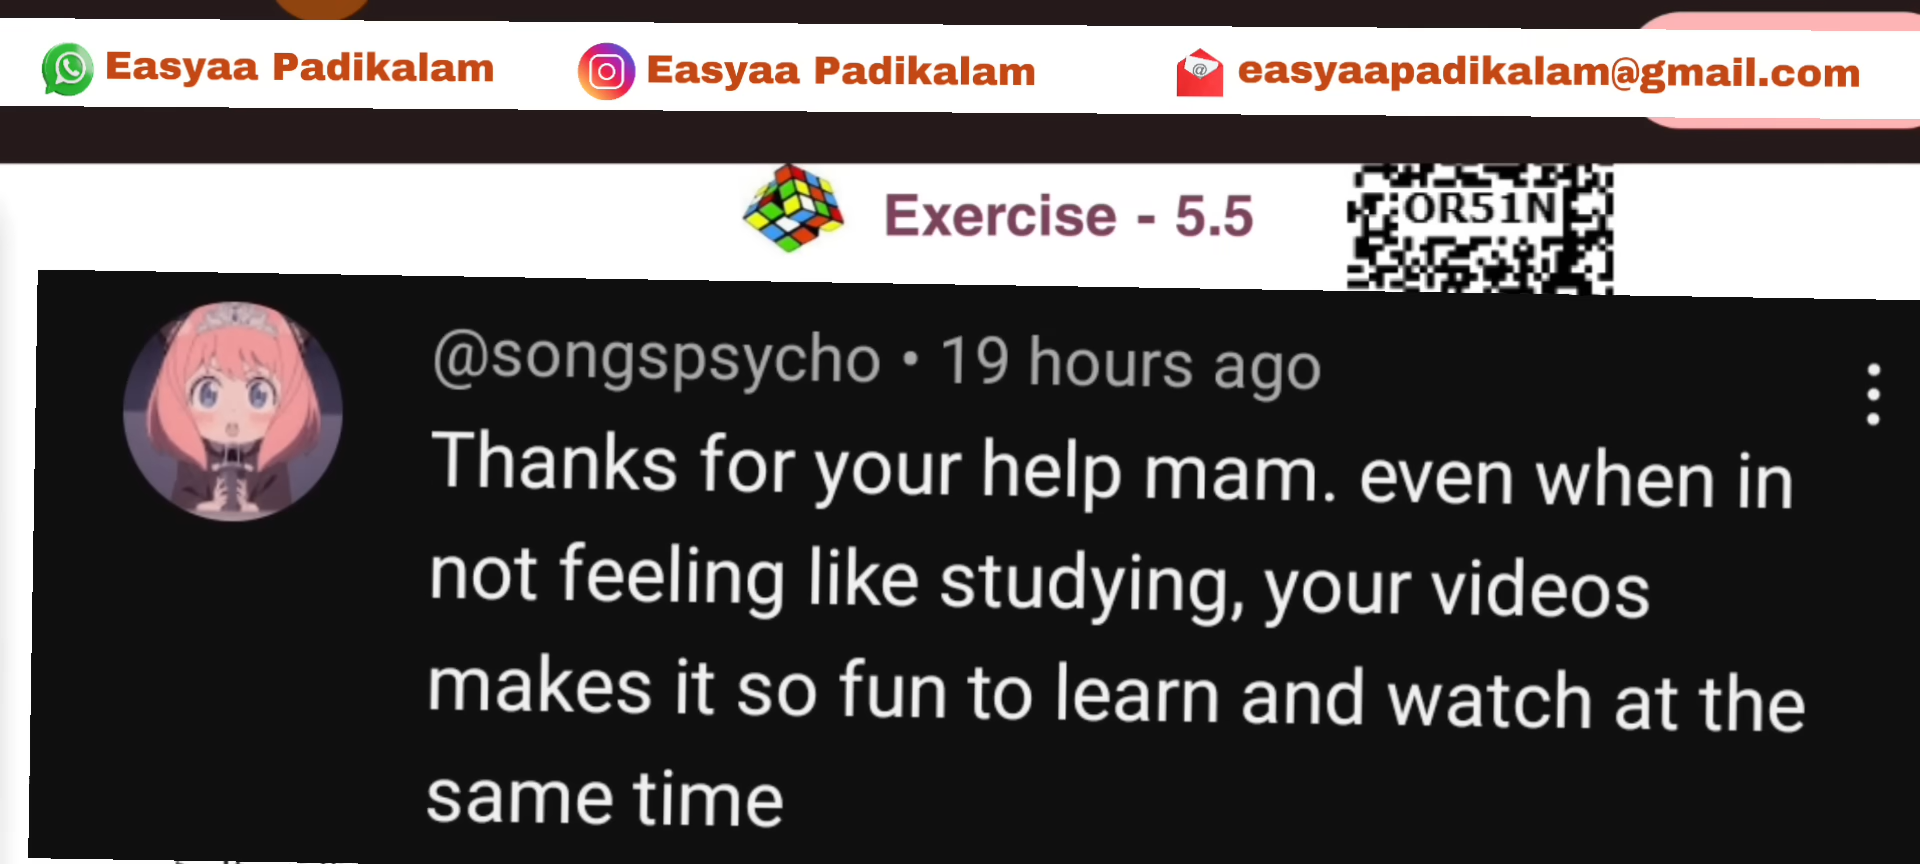 Easyaa Padikalam Easyaa Padikalam easyaapadikalam@gmail.com
Exercise - 5.5
OR51N
@songspsycho • 19 hours ago
Thanks for your help mam. even when in
not feeling like studying, your videos
makes it so fun to learn and watch at the
same time